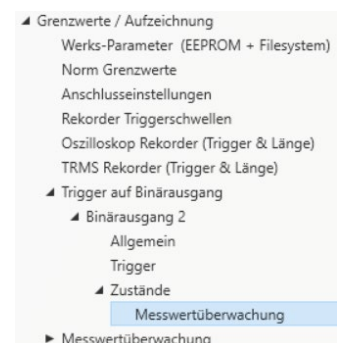 Grenzwerte / Aufzeichnung
Werks-Parameter (EEPROM + Filesystem)
Norm Grenzwerte
Anschlusseinstellungen
Rekorder Triggerschwellen
Oszilloskop Rekorder (Trigger & Länge)
TRMS Rekorder (Trigger & Länge)
Trigger auf Binärausgang
Binärausgang 2
Allgemein
Trigger
Zustände
Messwertüberwachung
Messwertüberwachung